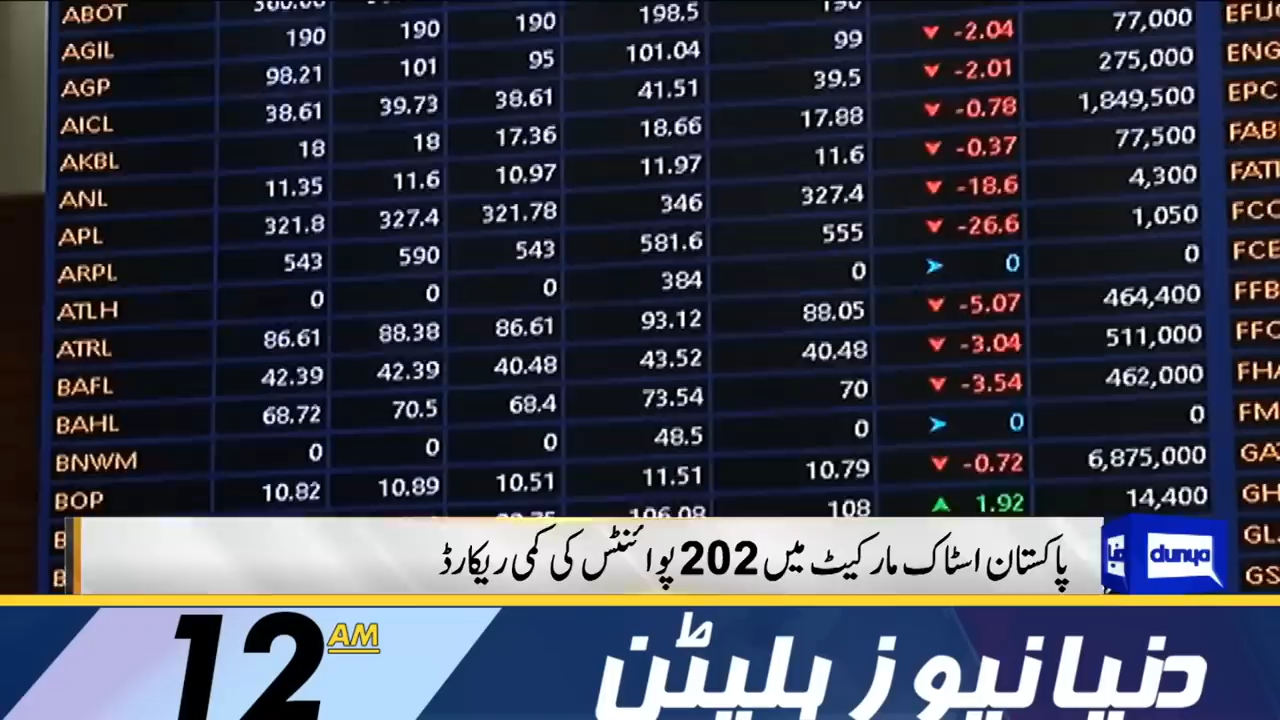 ABOT
AGIL 190 190 190 198.5 190
AGP 98.21 101 95 101.04 99 -2.04 77,000 EFU
AICL 38.61 39.73 38.61 41.51 39.5 -2.01 275,000 ENG
AKBL 18 18 17.36 18.66 17.88 -0.78 1,849,500 EPC
ANL 11.35 11.6 10.97 11.97 11.6 -0.37 77,500 FAB
APL 321.8 327.4 321.78 346 327.4 -18.6 4,300 FAT
ARPL 543 590 543 581.6 555 -26.6 1,050 FCC
ATLH 0 0 0 384 0 0 0 FCE
ATRL 86.61 88.38 86.61 93.12 88.05 -5.07 464,400 FFB
BAFL 42.39 42.39 40.48 43.52 40.48 -3.04 511,000 FFC
BAHL 68.72 70.5 68.4 73.54 70 -3.54 462,000 FHA
BNWM 0 0 0 48.5 0 0 0 FM
BOP 10.82 10.89 10.51 11.51 10.79 -0.72 6,875,000 GA
B 106.08 108 1.92 14,400 GH
B GL
GS
پاکستان اسٹاک مارکیٹ میں 202 پوائنٹس کی کمی ریکارڈ
dunya
12 AM
دنیا نیوز بلیٹن